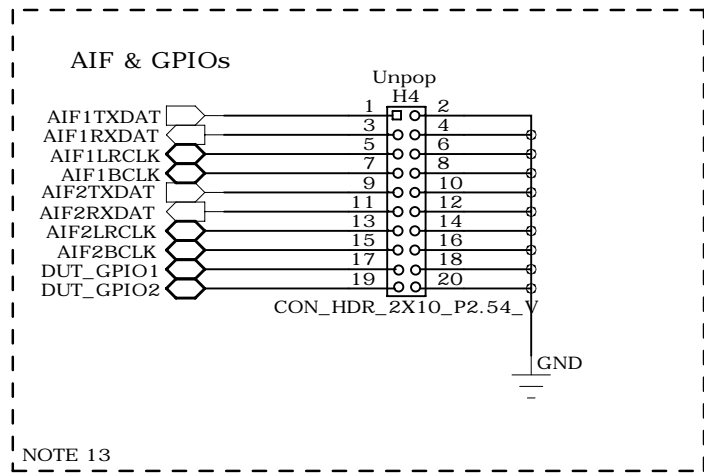 AIF & GPIOs
Unpop
H4
AIF1TXDAT 1 2
AIF1RXDAT 3 4
AIF1LRCLK 5 6
AIF1BCLK 7 8
AIF2TXDAT 9 10
AIF2RXDAT 11 12
AIF2LRCLK 13 14
AIF2BCLK 15 16
DUT_GPIO1 17 18
DUT_GPIO2 19 20
CON_HDR_2X10_P2.54_V
GND
NOTE 13